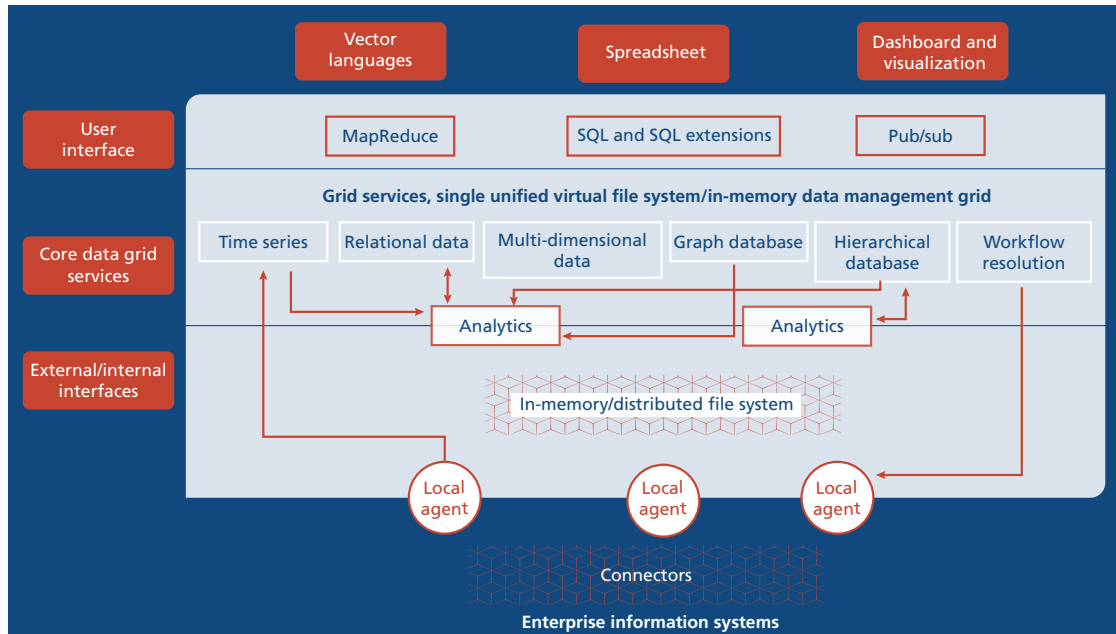 Vector
languages
Spreadsheet
Dashboard and
visualization
User
interface
MapReduce
SQL and SQL extensions
Pub/sub
Grid services, single unified virtual file system/in-memory data management grid
Core data grid
services
Time series
Relational data
Multi-dimensional
data
Graph database
Hierarchical
database
Workflow
resolution
Analytics
Analytics
External/internal
interfaces
In-memory/distributed file system
Local
agent
Local
agent
Local
agent
Connectors
Enterprise information systems